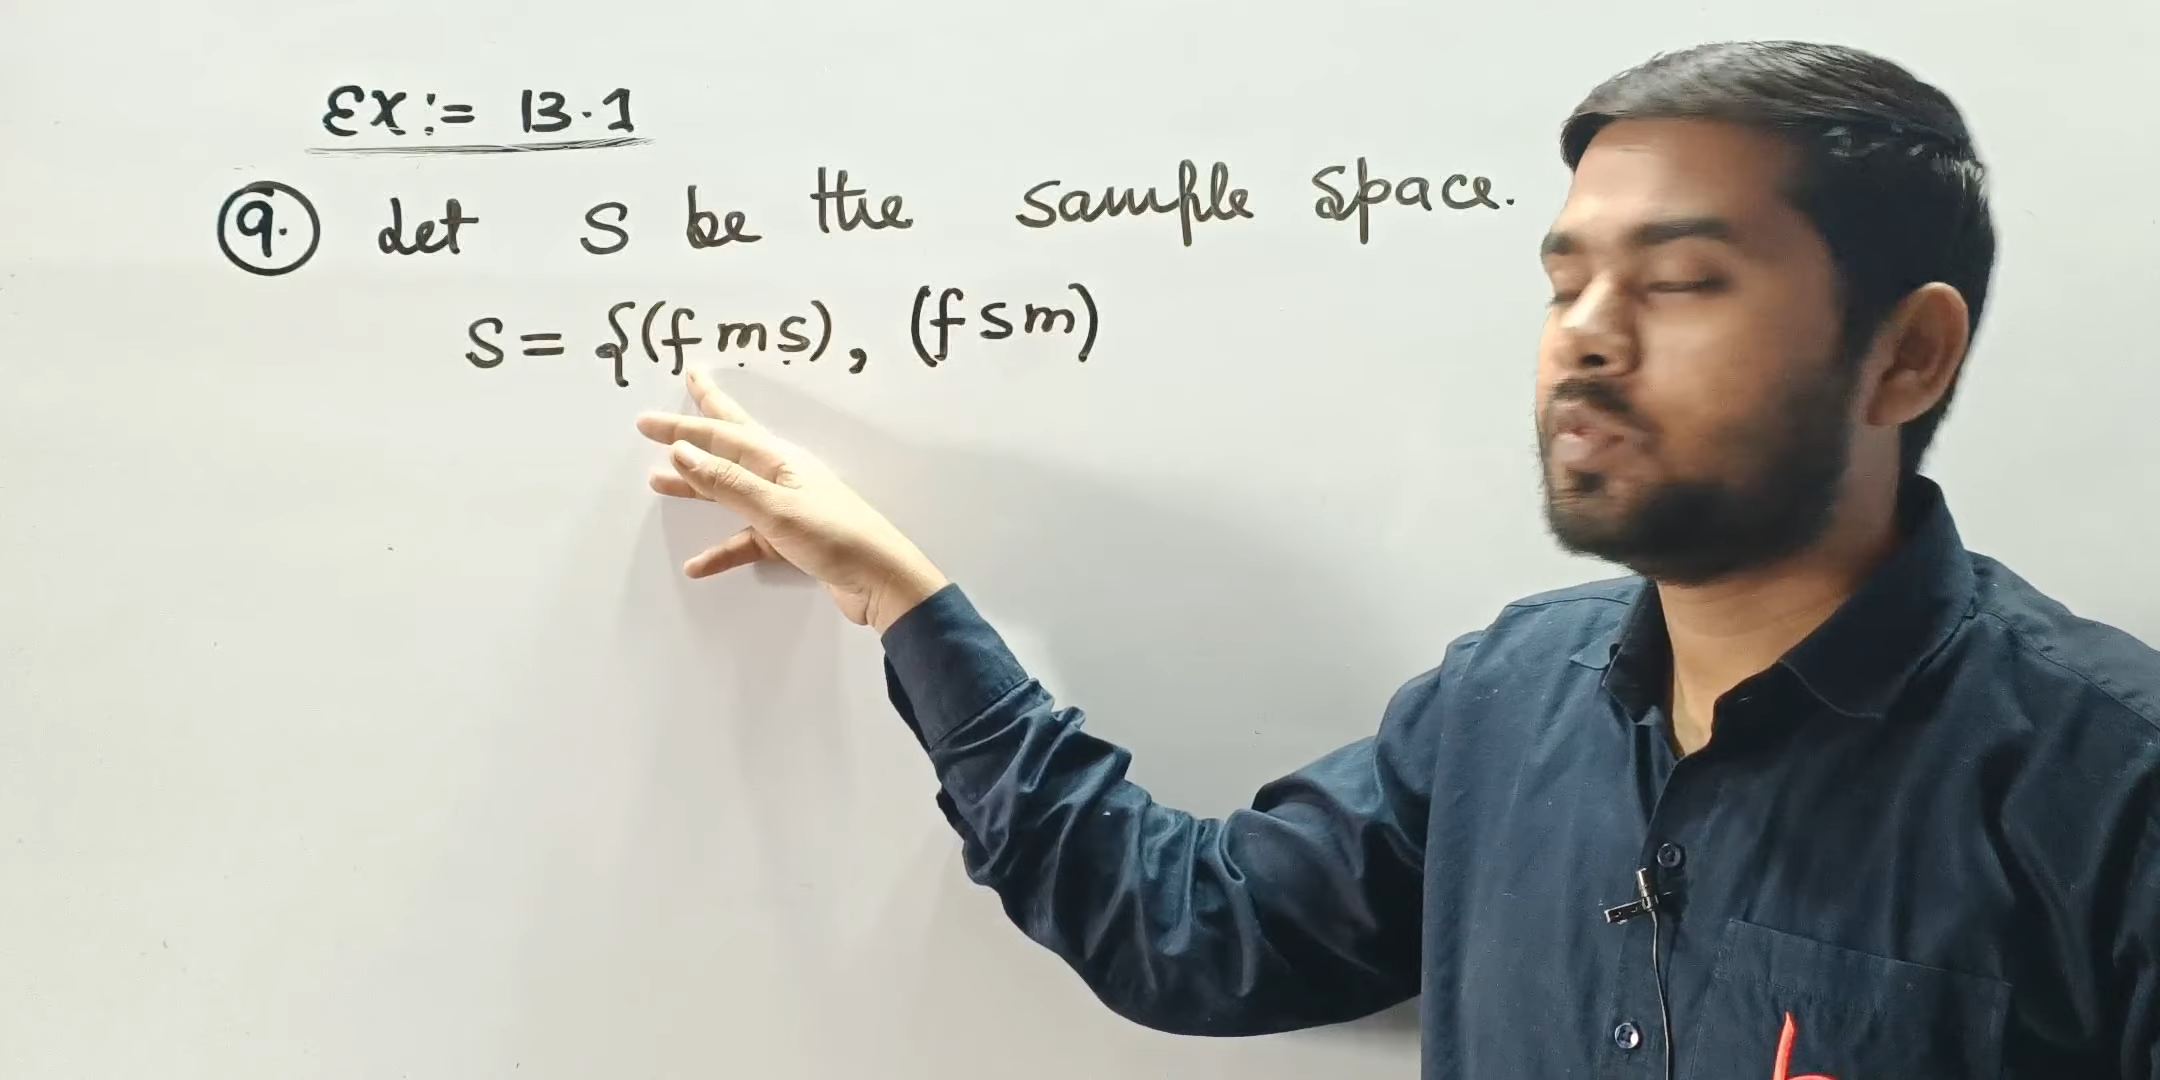 Ex:= 13.1
9. Let S be the sample space.
S = {(f m s), (f s m)